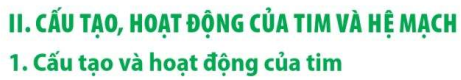 II. CẤU TẠO, HOẠT ĐỘNG CỦA TIM VÀ HỆ MẠCH
1. Cấu tạo và hoạt động của tim